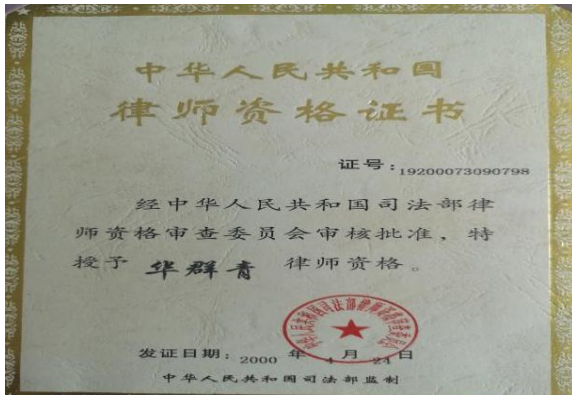 中华人民共和国
律师资格证书
证号：19200073090798
经中华人民共和国司法部律
师资格审查委员会审核批准，特
授予 华群青 律师资格。
发证日期：2000 年 4 月 24 日
中华人民共和国司法部监制